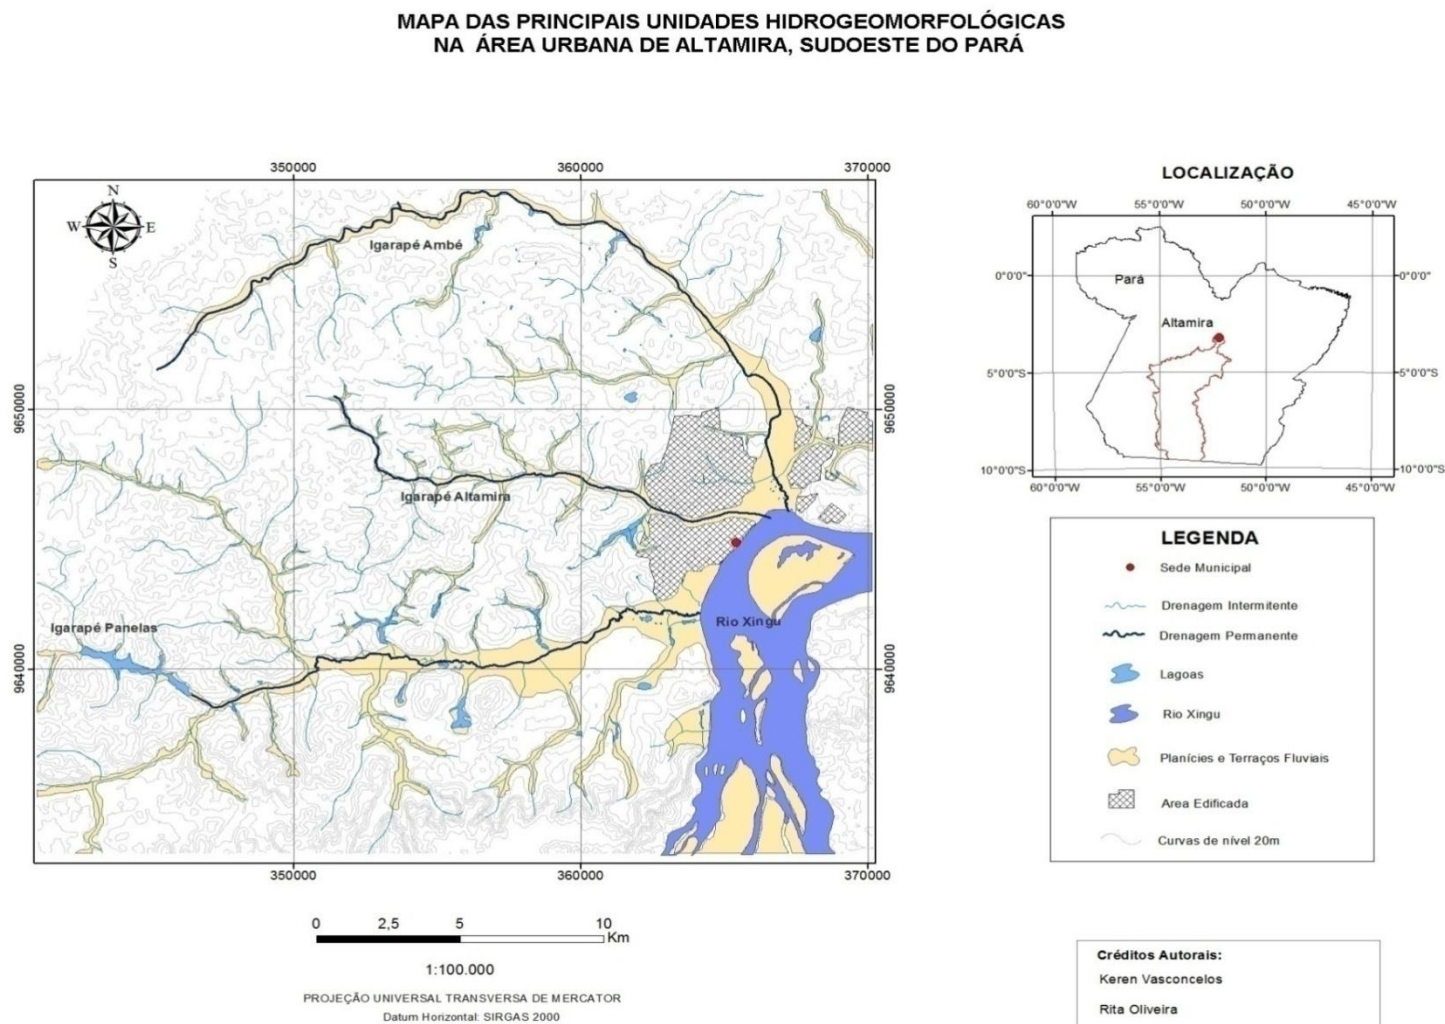 MAPA DAS PRINCIPAIS UNIDADES HIDROGEOMORFOLÓGICAS
NA ÁREA URBANA DE ALTAMIRA, SUDOESTE DO PARÁ
350000
360000
370000
N
W
E
S
Igarapé Ambé
9650000
9650000
Igarapé Altamira
Igarapé Panelas
Rio Xingu
9640000
9640000
350000
360000
370000
0
2,5
5
10
Km
1:100.000
PROJEÇÃO UNIVERSAL TRANSVERSA DE MERCATOR
Datum Horizontal: SIRGAS 2000
LOCALIZAÇÃO
60°0'0"W
55°0'0"W
50°0'0"W
45°0'0"W
0°0'0"
0°0'0"
Pará
Altamira
5°0'0"S
5°0'0"S
10°0'0"S
10°0'0"S
60°0'0"W
55°0'0"W
50°0'0"W
45°0'0"W
LEGENDA
Sede Municipal
Drenagem Intermitente
Drenagem Permanente
Lagoas
Rio Xingu
Planícies e Terraços Fluviais
Area Edificada
Curvas de nível 20m
Créditos Autorais:
Keren Vasconcelos
Rita Oliveira